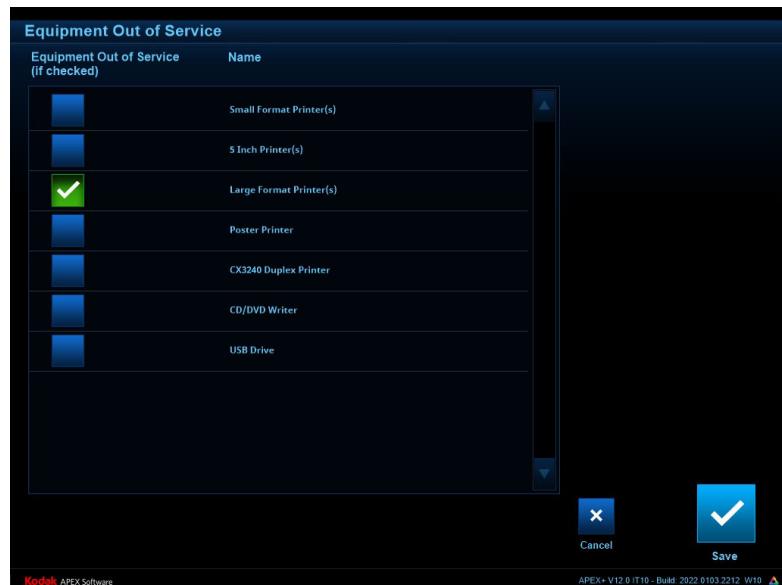 Equipment Out of Service
Equipment Out of Service
(if checked)
Name
Small Format Printer(s)
5 Inch Printer(s)
Large Format Printer(s)
Poster Printer
CX3240 Duplex Printer
CD/DVD Writer
USB Drive
Cancel
Save
Kodak APEX Software
APEX+ V12.0 IT10 - Build: 2022.0103.2212 W10